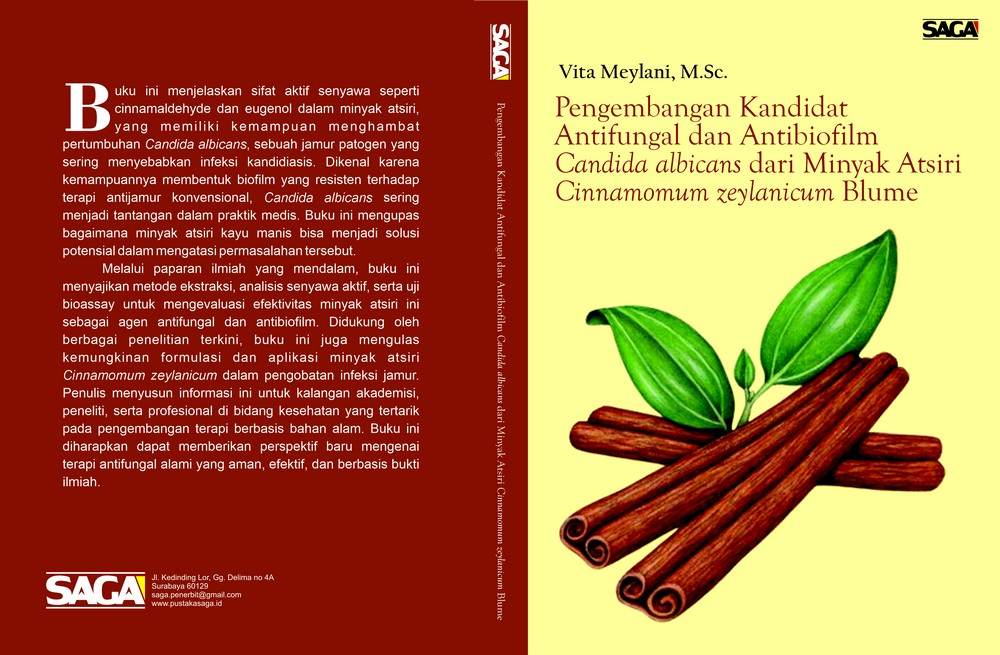 Buku ini menjelaskan sifat aktif senyawa seperti
cinnamaldehyde dan eugenol dalam minyak atsiri,
yang memiliki kemampuan menghambat
pertumbuhan Candida albicans, sebuah jamur patogen yang
sering menyebabkan infeksi kandidiasis. Dikenal karena
kemampuannya membentuk biofilm yang resisten terhadap
terapi antijamur konvensional, Candida albicans sering
menjadi tantangan dalam praktik medis. Buku ini mengupas
bagaimana minyak atsiri kayu manis bisa menjadi solusi
potensial dalam mengatasi permasalahan tersebut.
Melalui paparan ilmiah yang mendalam, buku ini
menyajikan metode ekstraksi, analisis senyawa aktif, serta uji
bioassay untuk mengevaluasi efektivitas minyak atsiri ini
sebagai agen antifungal dan antibiofilm. Didukung oleh
berbagai penelitian terkini, buku ini juga mengulas
kemungkinan formulasi dan aplikasi minyak atsiri
Cinnamomum zeylanicum dalam pengobatan infeksi jamur.
Penulis menyusun informasi ini untuk kalangan akademisi,
peneliti, serta profesional di bidang kesehatan yang tertarik
pada pengembangan terapi berbasis bahan alam. Buku ini
diharapkan dapat memberikan perspektif baru mengenai
terapi antifungal alami yang aman, efektif, dan berbasis bukti
ilmiah.
SAGA
Jl. Kedinding Lor, Gg. Delima no 4A
Surabaya 60129
saga.penerbit@gmail.com
www.pustakasaga.id
SAGA
Pengembangan Kandidat Antifungal dan Antibiofilm Candida albicans dari Minyak Atsiri Cinnamomum zeylanicum Blume
SAGA
Vita Meylani, M.Sc.
Pengembangan Kandidat
Antifungal dan Antibiofilm
Candida albicans dari Minyak Atsiri
Cinnamomum zeylanicum Blume